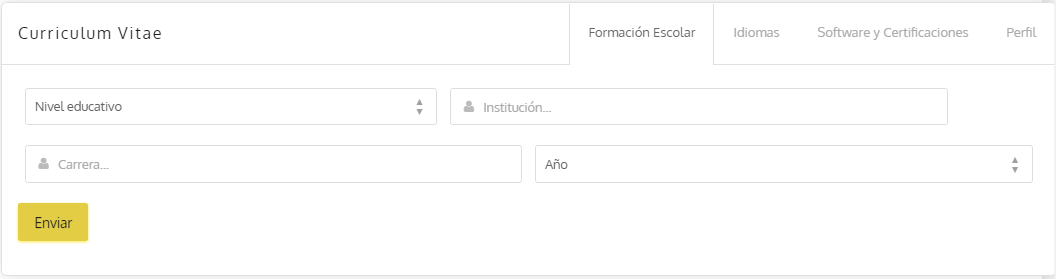 Curriculum Vitae
Formación Escolar
Idiomas
Software y Certificaciones
Perfil
Nivel educativo
Institución...
Carrera...
Año
Enviar